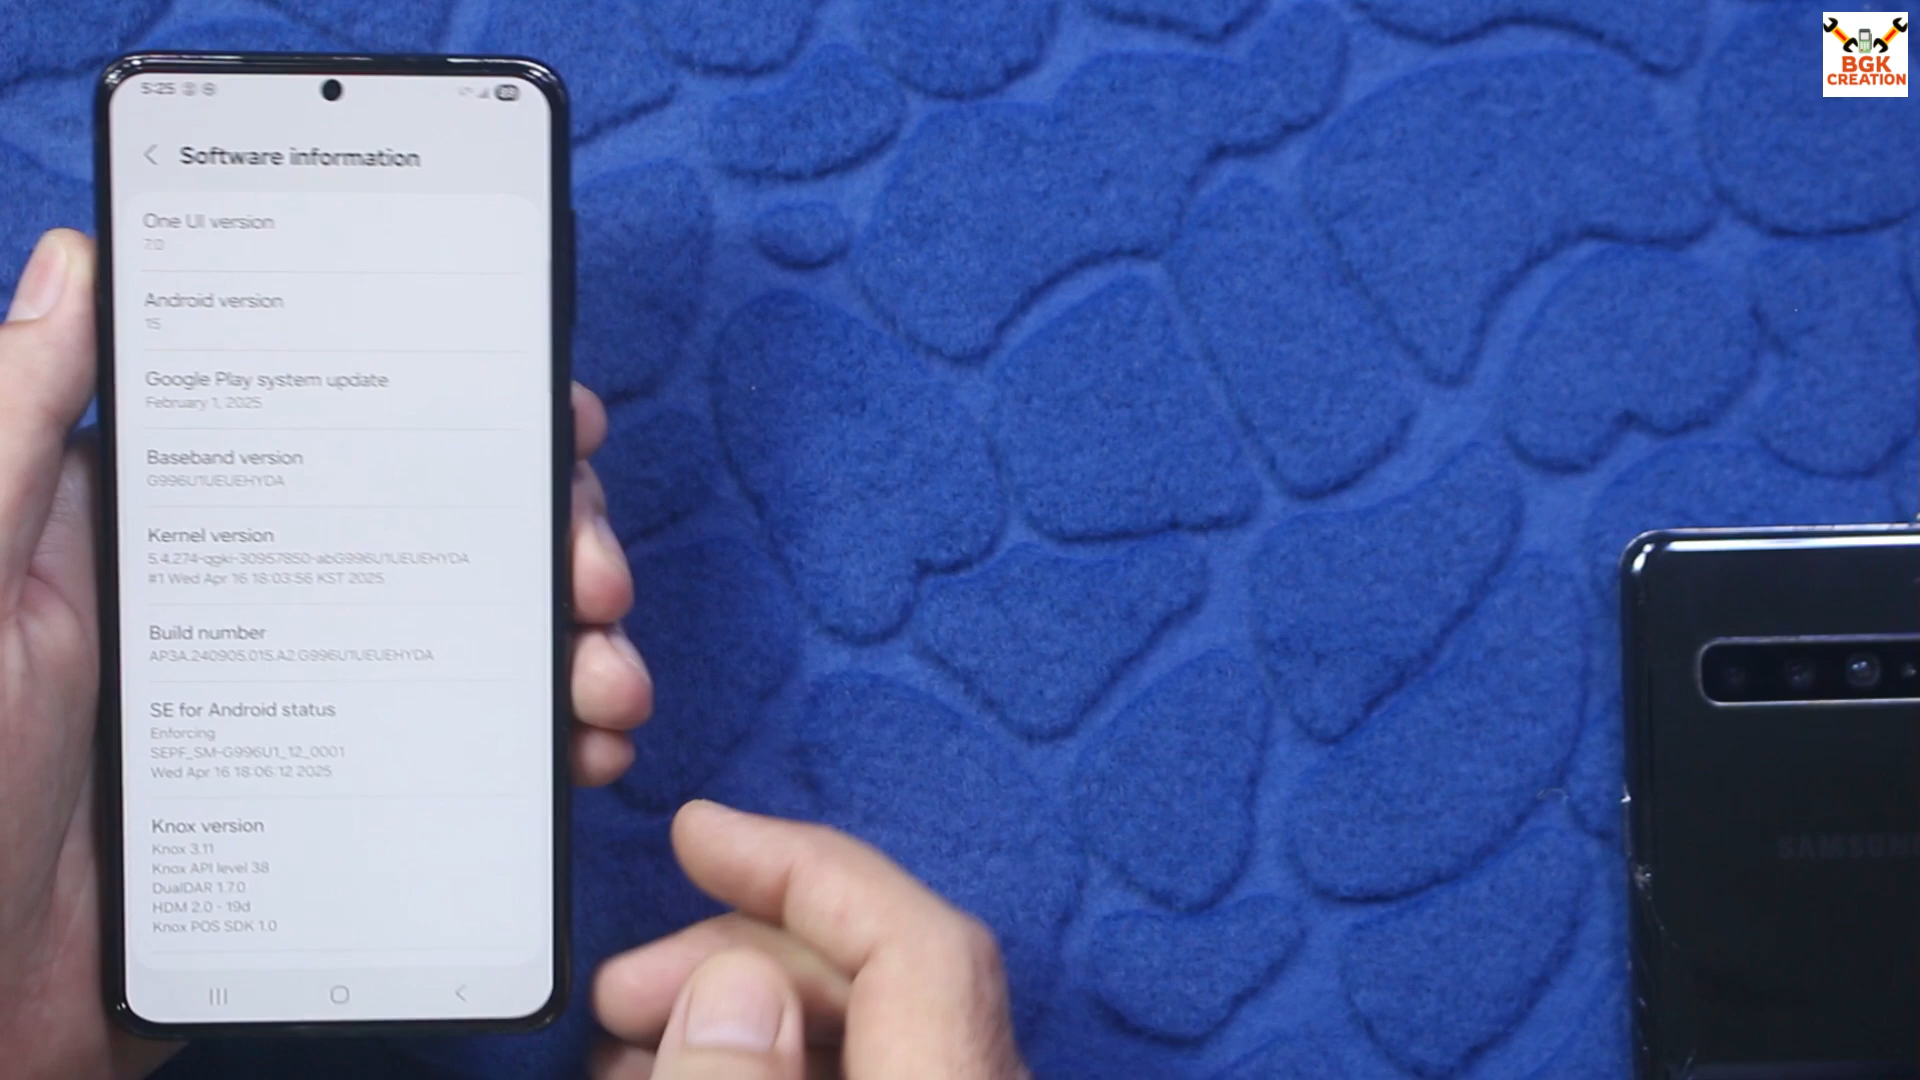 5:25
BGK
CREATION
Software information
One UI version
7.0
Android version
15
Google Play system update
February 1, 2025
Baseband version
G996U1UEUEHYDA
Kernel version
5.4.274-qgki-30957850-abG996U1UEUEHYDA
#1 Wed Apr 16 18:03:56 KST 2025
Build number
AP3A.240905.015.A2.G996U1UEUEHYDA
SE for Android status
Enforcing
SEPF_SM-G996U1_12_0001
Wed Apr 16 18:06:12 2025
Knox version
Knox 3.11
Knox API level 38
DualDAR 1.7.0
HDM 2.0 - 19d
Knox POS SDK 1.0